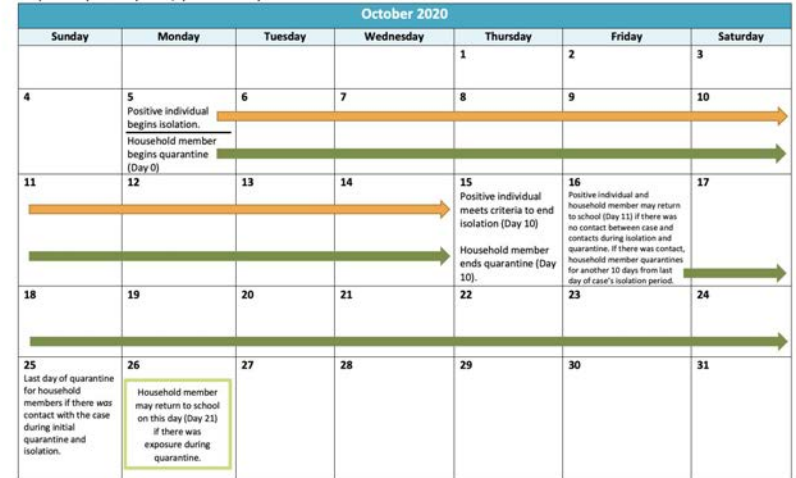 October 2020
Sunday Monday Tuesday Wednesday Thursday Friday Saturday
1 2 3
4 5 6 7 8 9 10
Positive individual
begins isolation.
Household member
begins quarantine
(Day 0)
11 12 13 14 15 16 17
Positive individual
meets criteria to end
isolation (Day 10)
Household member
ends quarantine (Day
10).
Positive individual and
household member may return
to school (Day 11) if there was
no contact between case and
contacts during isolation and
quarantine. If there was contact,
household member quarantines
for another 10 days from last
day of case's isolation period.
18 19 20 21 22 23 24
25 26 27 28 29 30 31
Last day of quarantine
for household
members if there was
contact with the case
during initial
quarantine and
isolation.
Household member
may return to school
on this day (Day 21)
if there was
exposure during
quarantine.